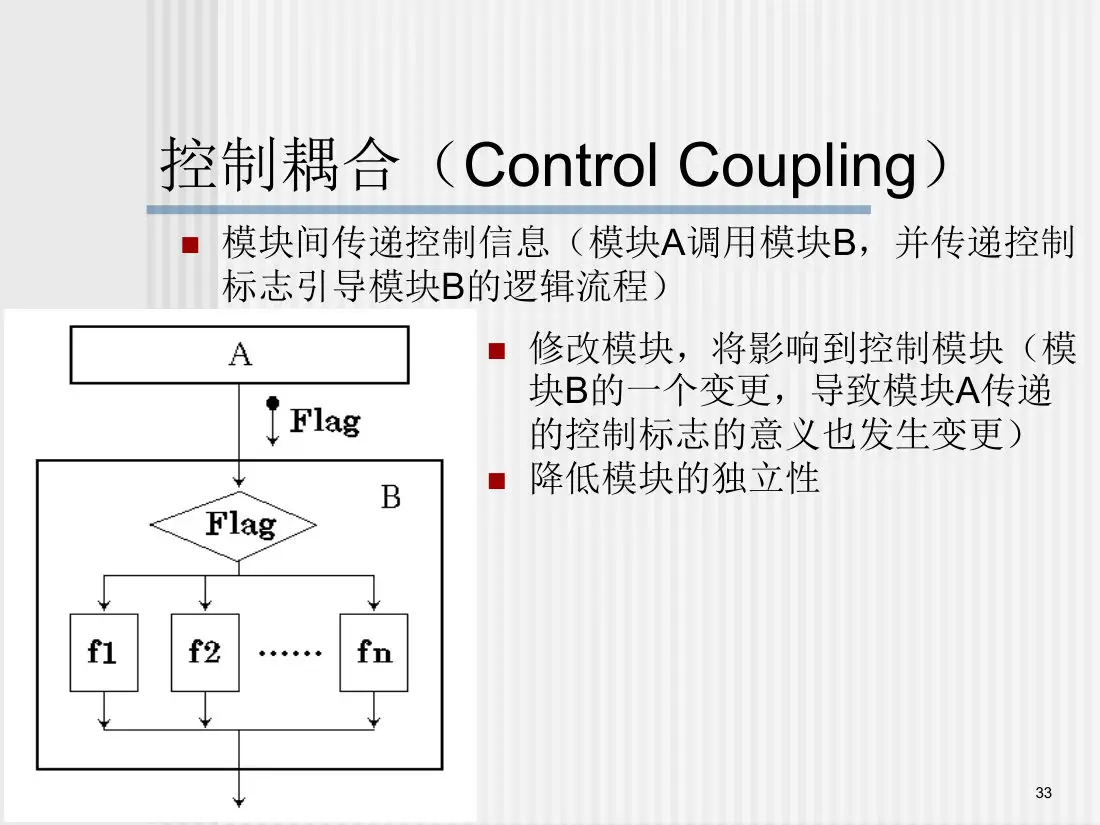 控制耦合（Control Coupling）
模块间传递控制信息（模块A调用模块B，并传递控制
标志引导模块B的逻辑流程）
修改模块，将影响到控制模块（模
块B的一个变更，导致模块A传递
的控制标志的意义也发生变更）
降低模块的独立性
A
Flag
B
Flag
f1 f2 …… fn
33